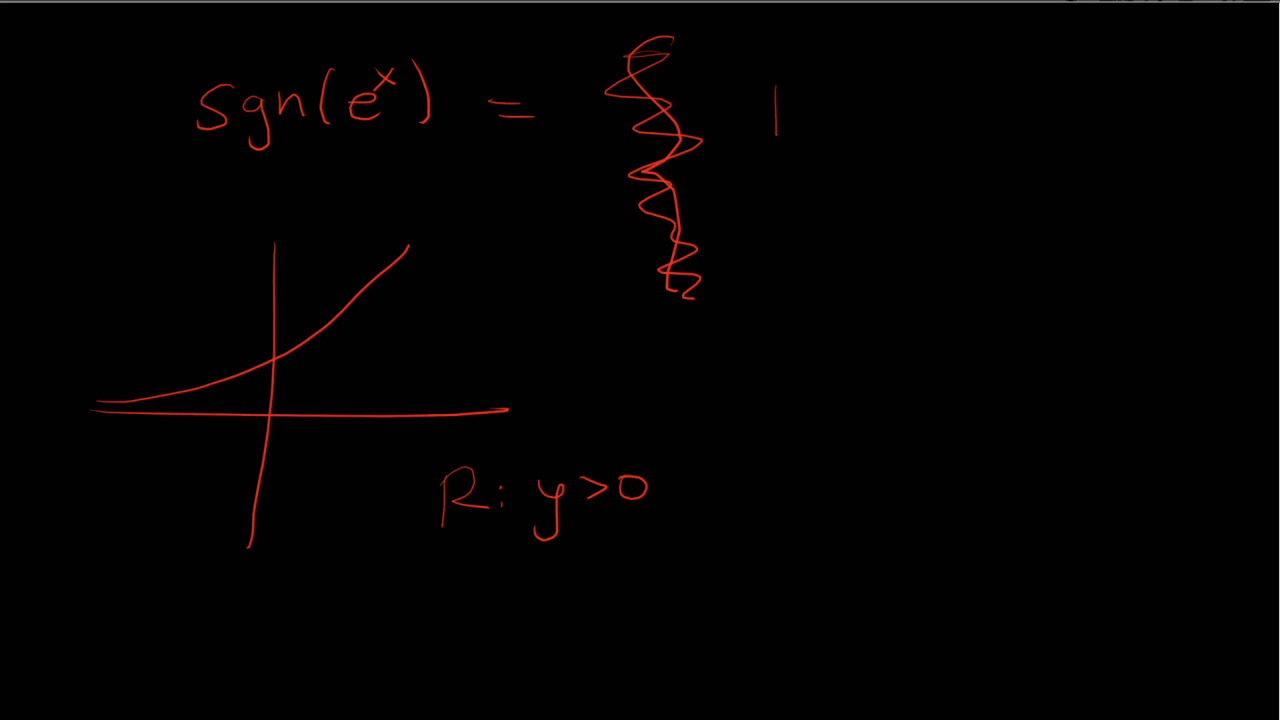 Sgn(e^x) = 1
R: y>0